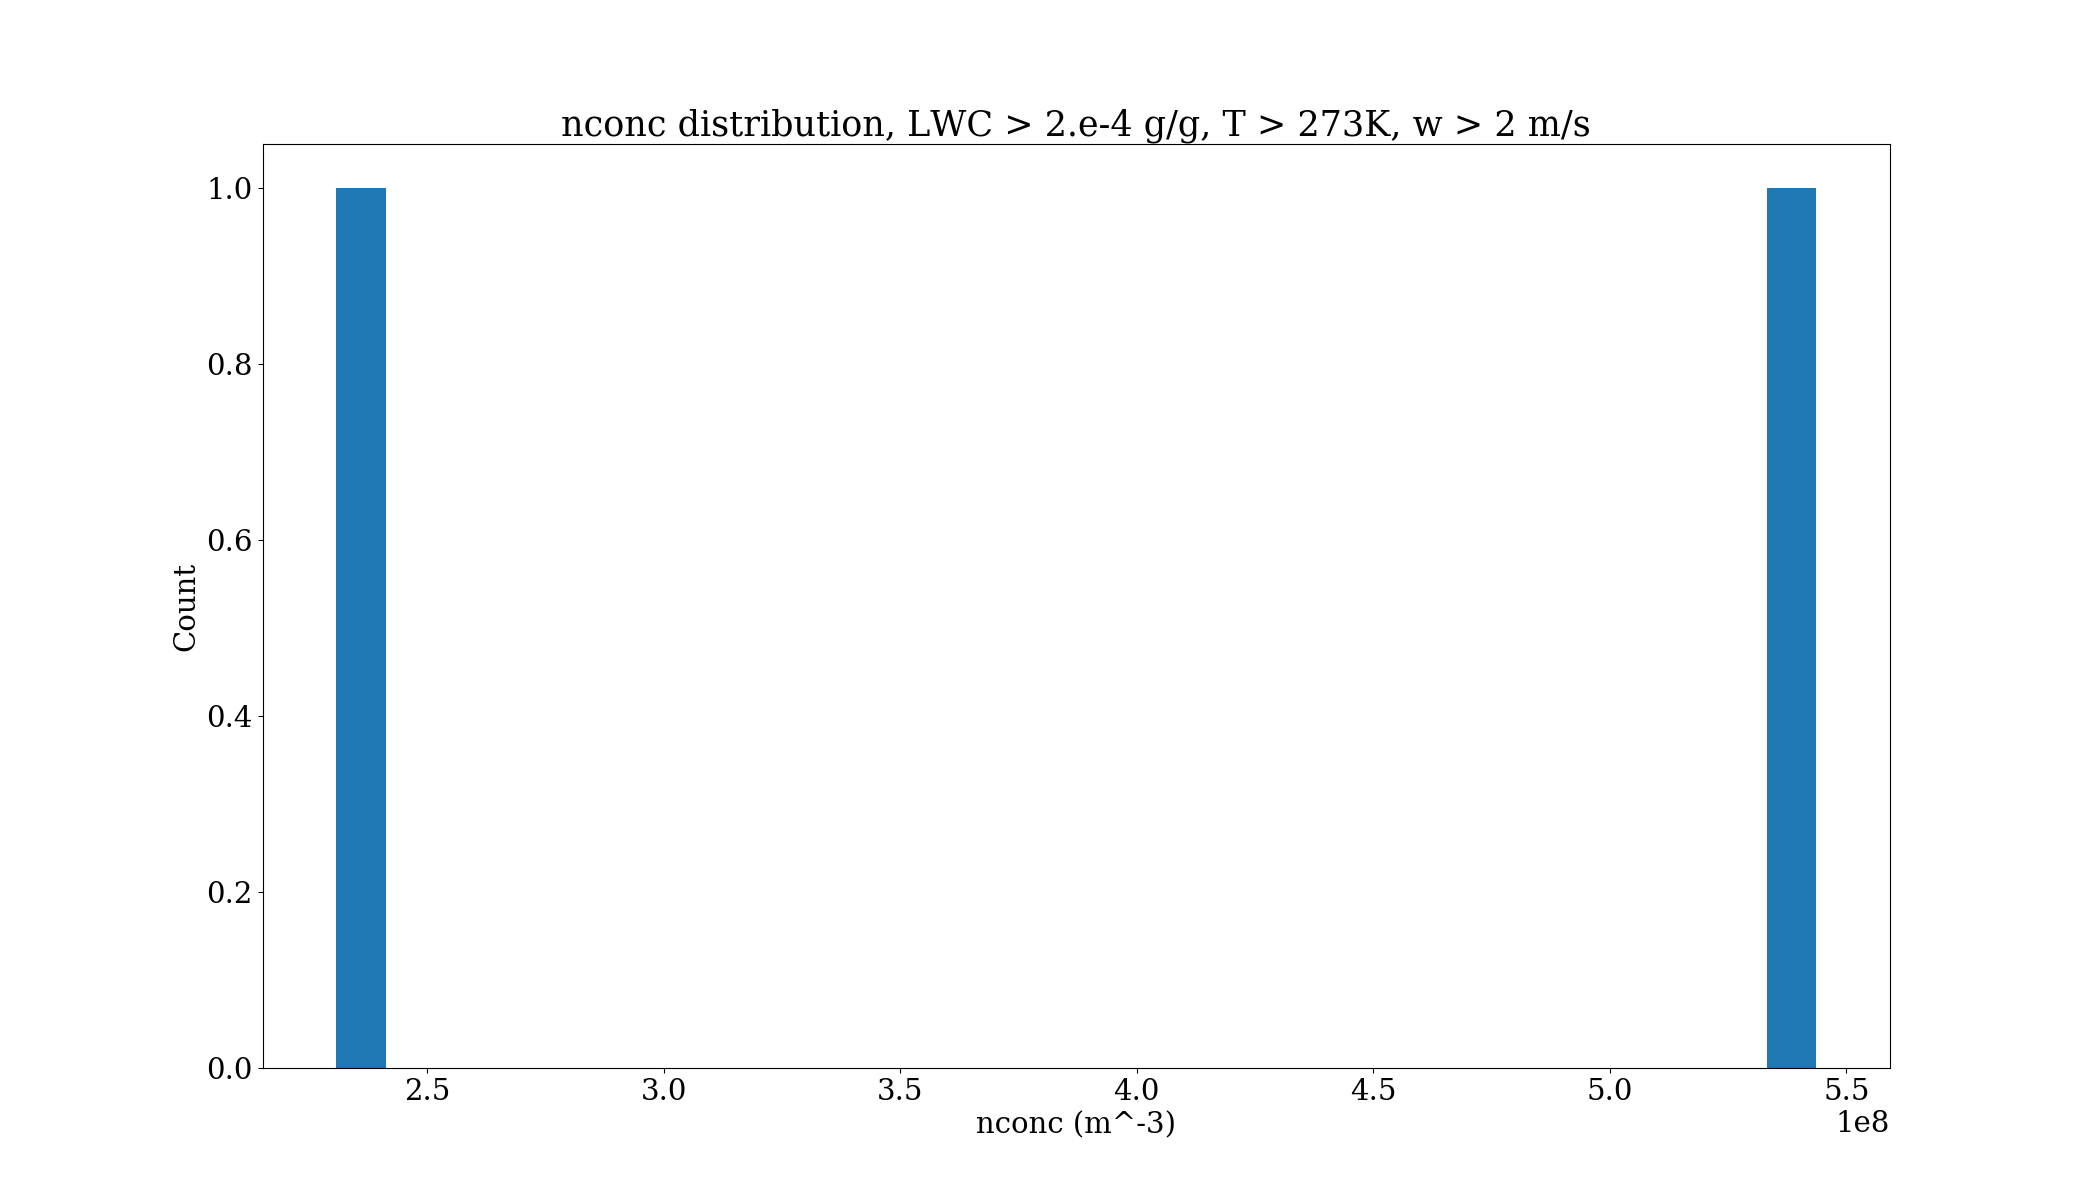 nconc distribution, LWC > 2.e-4 g/g, T > 273K, w > 2 m/s
1.0
0.8
0.6
0.4
0.2
0.0
Count
2.5 3.0 3.5 4.0 4.5 5.0 5.5
nconc (m^-3)
1e8